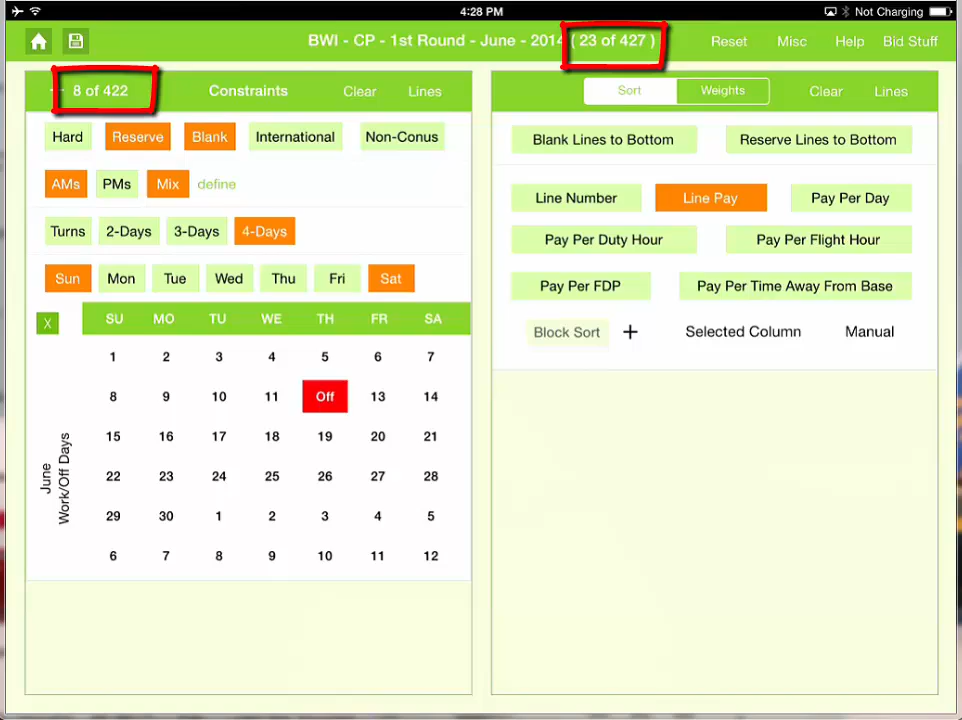 4:28 PM Not Charging
BWI - CP - 1st Round - June - 2014 ( 23 of 427 ) Reset Misc Help Bid Stuff
8 of 422 Constraints Clear Lines
Sort Weights Clear Lines
Hard Reserve Blank International Non-Conus
AMs PMs Mix define
Turns 2-Days 3-Days 4-Days
Sun Mon Tue Wed Thu Fri Sat
X SU MO TU WE TH FR SA
1 2 3 4 5 6 7
8 9 10 11 Off 13 14
15 16 17 18 19 20 21
22 23 24 25 26 27 28
29 30 1 2 3 4 5
6 7 8 9 10 11 12
June
Work/Off Days
Blank Lines to Bottom Reserve Lines to Bottom
Line Number Line Pay Pay Per Day
Pay Per Duty Hour Pay Per Flight Hour
Pay Per FDP Pay Per Time Away From Base
Block Sort + Selected Column Manual